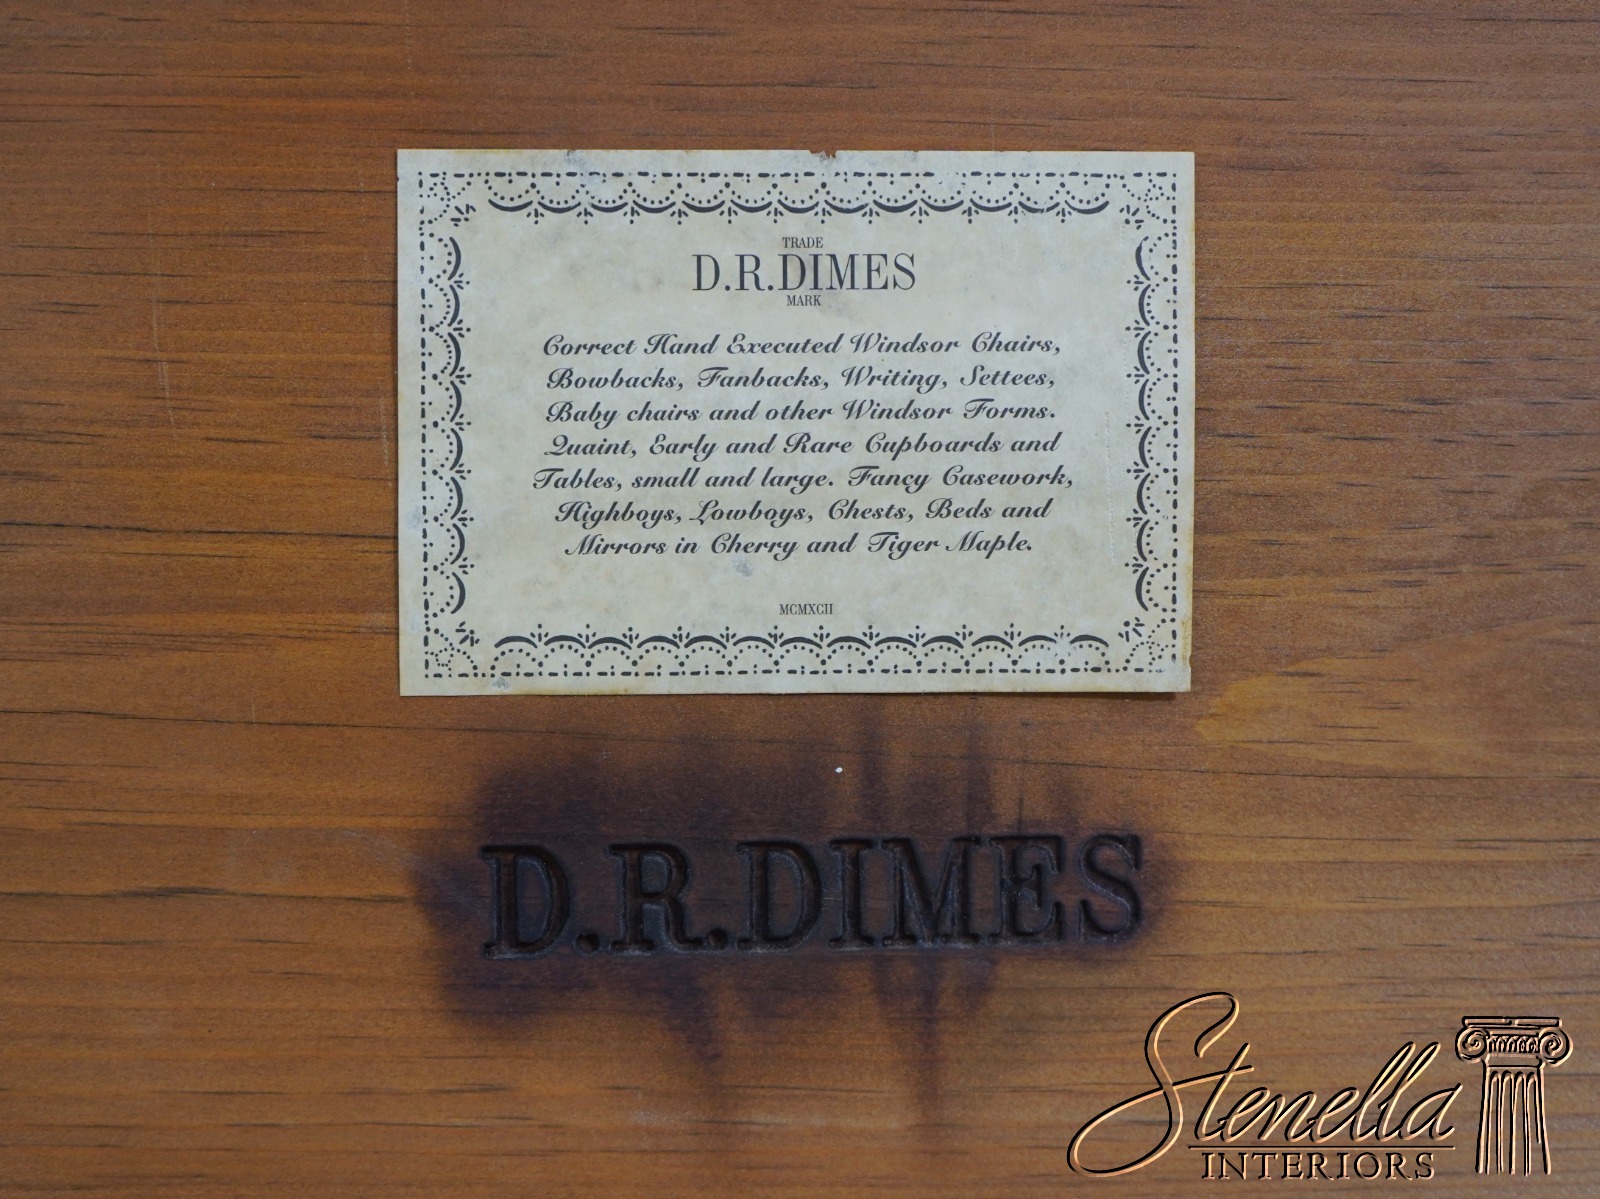 TRADE
D.R.DIMES
MARK
Correct Hand Executed Windsor Chairs,
Bowbacks, Fanbacks, Writing, Settees,
Baby chairs and other Windsor Forms.
Quaint, Early and Rare Cupboards and
Tables, small and large. Fancy Casework,
Highboys, Lowboys, Chests, Beds and
Mirrors in Cherry and Tiger Maple.
MCMXCII
D.R.DIMES
Stenella
INTERIORS